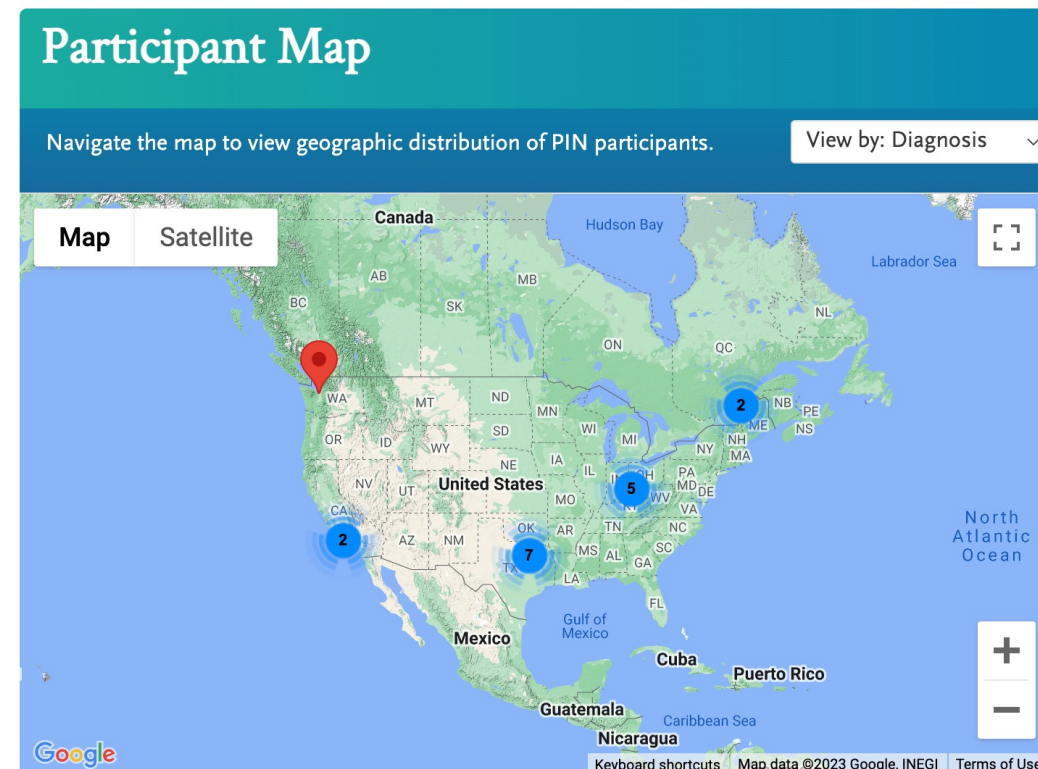 Participant Map
Navigate the map to view geographic distribution of PIN participants.
View by: Diagnosis
Map
Satellite
Canada
Hudson Bay
Labrador Sea
AB
MB
BC
SK
NL
ON
QC
WA
MT
ND
MN
2
NB
PE
ME
NS
OR
ID
SD
WI
MI
NH
WY
NY
MA
NE
IA
IL
PA
NV
UT
United States
5
WV
MD
DE
MO
VA
CA
North
Atlantic
Ocean
OK
AR
TN
NC
2
AZ
NM
7
MS
AL
SC
GA
TX
LA
FL
Gulf of
Mexico
Mexico
Cuba
Puerto Rico
Guatemala
Caribbean Sea
Nicaragua
Google
Keyboard shortcuts
Map data ©2023 Google, INEGI
Terms of Use